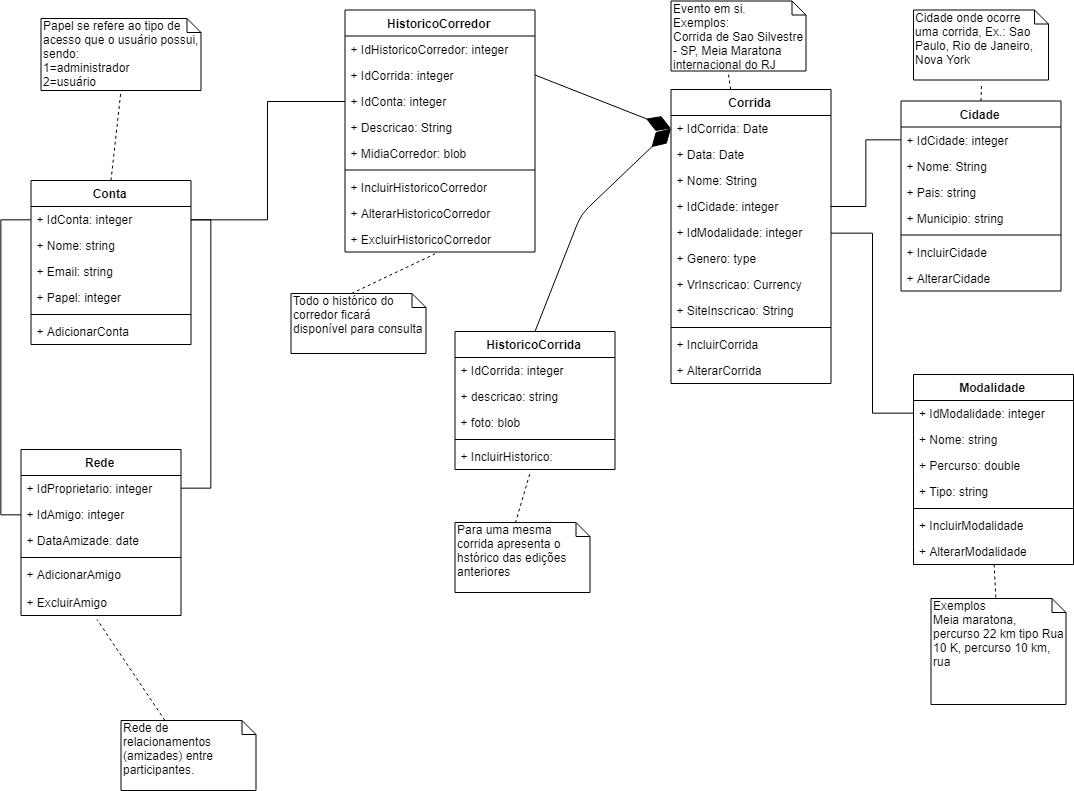 Papel se refere ao tipo de
acesso que o usuário possui,
sendo:
1=administrador
2=usuário
Conta
+ IdConta: integer
+ Nome: string
+ Email: string
+ Papel: integer
+ AdicionarConta
Rede
+ IdProprietario: integer
+ IdAmigo: integer
+ DataAmizade: date
+ AdicionarAmigo
+ ExcluirAmigo
Rede de
relacionamentos
(amizades) entre
participantes.
HistoricoCorredor
+ IdHistoricoCorredor: integer
+ IdCorrida: integer
+ IdConta: integer
+ Descricao: String
+ MidiaCorredor: blob
+ IncluirHistoricoCorredor
+ AlterarHistoricoCorredor
+ ExcluirHistoricoCorredor
Todo o histórico do
corredor ficará
disponível para consulta
HistoricoCorrida
+ IdCorrida: integer
+ descricao: string
+ foto: blob
+ IncluirHistorico:
Para uma mesma
corrida apresenta o
hstórico das edições
anteriores
Evento em si.
Exemplos:
Corrida de Sao Silvestre
- SP, Meia Maratona
internacional do RJ
Corrida
+ IdCorrida: Date
+ Data: Date
+ Nome: String
+ IdCidade: integer
+ IdModalidade: integer
+ Genero: type
+ VrInscricao: Currency
+ SiteInscricao: String
+ IncluirCorrida
+ AlterarCorrida
Cidade onde ocorre
uma corrida, Ex.: Sao
Paulo, Rio de Janeiro,
Nova York
Cidade
+ IdCidade: integer
+ Nome: String
+ Pais: string
+ Municipio: string
+ IncluirCidade
+ AlterarCidade
Modalidade
+ IdModalidade: integer
+ Nome: string
+ Percurso: double
+ Tipo: string
+ IncluirModalidade
+ AlterarModalidade
Exemplos
Meia maratona,
percurso 22 km tipo Rua
10 K, percurso 10 km,
rua